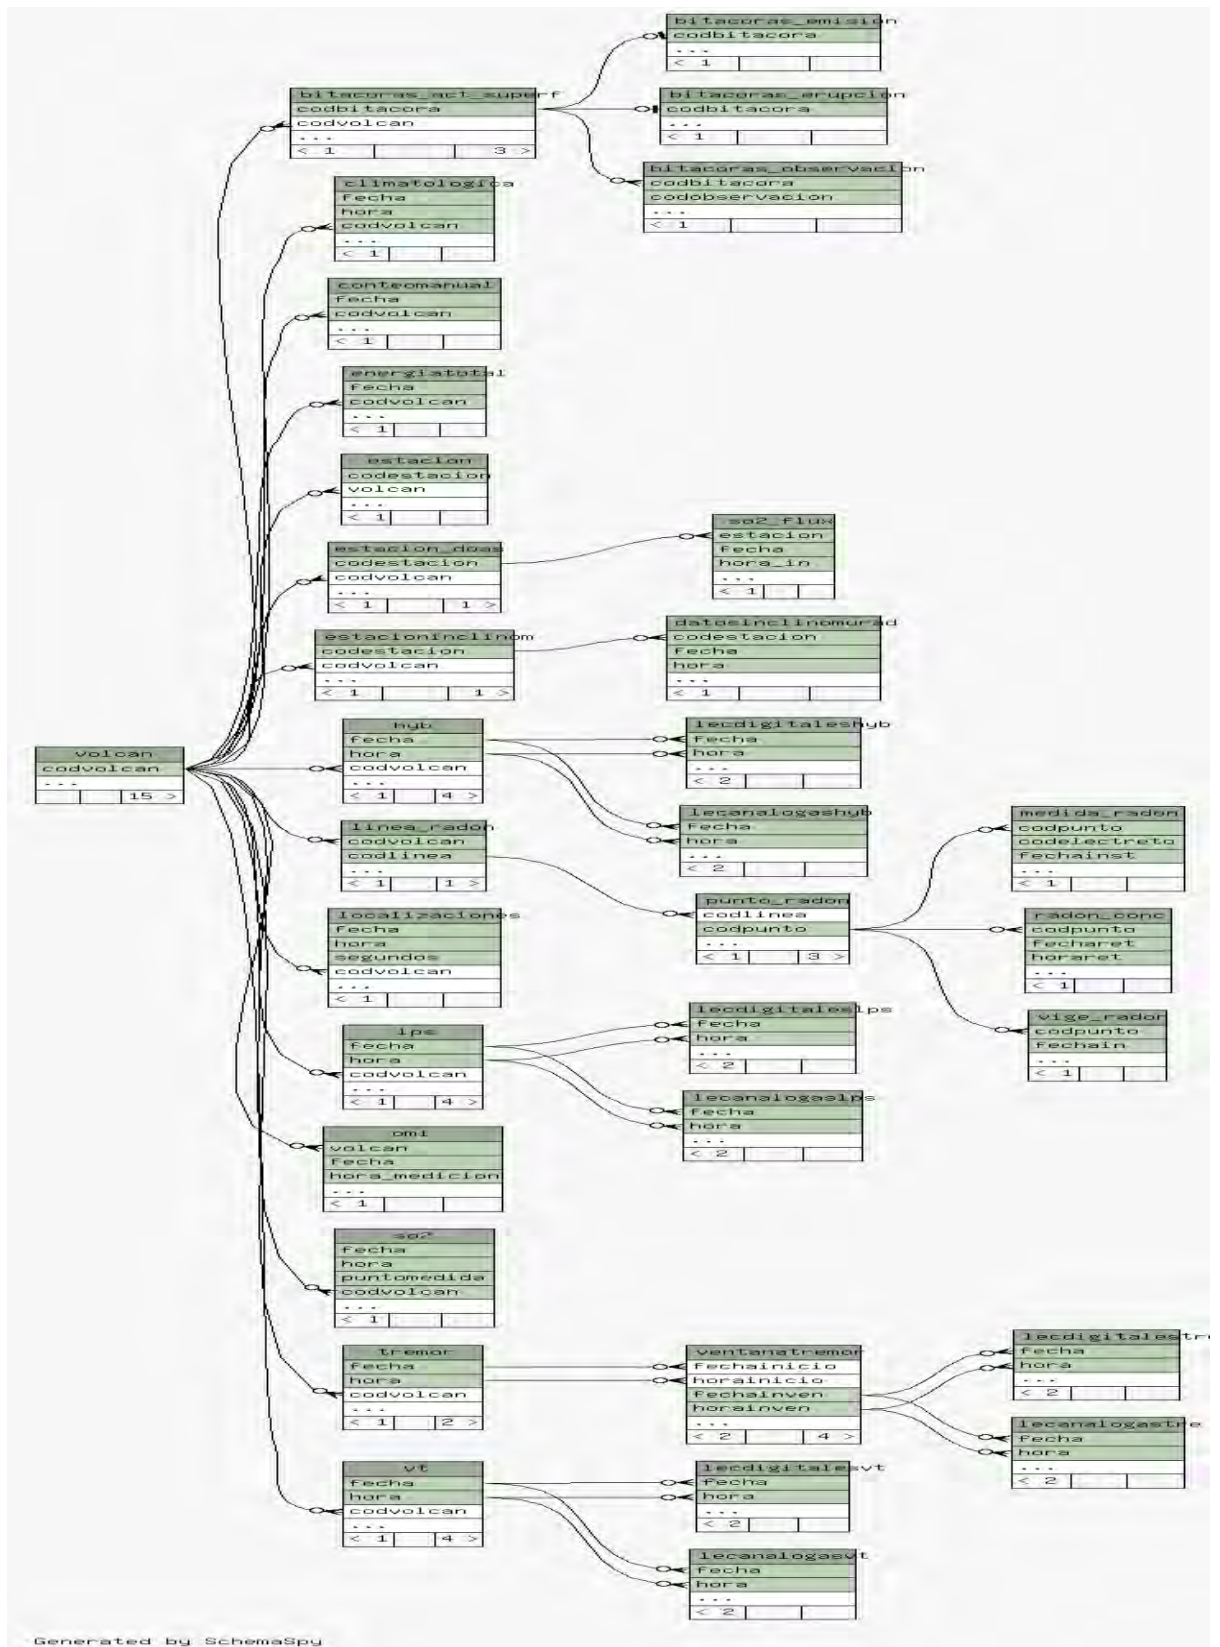 bitacoras_emision
codbitacora
...
< 1
bitacoras_act_superf
codbitacora
codvolcan
...
< 1 3 >
bitacoras_erupcion
codbitacora
...
< 1
bitacoras_observacion
codbitacora
codobservacion
...
< 1
climatologica
fecha
hora
codvolcan
...
< 1
conteomanual
fecha
codvolcan
...
< 1
energiatotal
fecha
codvolcan
...
< 1
estacion
codestacion
volcan
...
< 1
estacion_doas
codestacion
codvolcan
...
< 1 1 >
so2_flux
estacion
fecha
hora_in
...
< 1
estacioninclinom
codestacion
codvolcan
...
< 1 1 >
datosinclinomurad
codestacion
fecha
hora
...
< 1
volcan
codvolcan
...
15 >
hyb
fecha
hora
codvolcan
...
< 1 4 >
lecdigitaleshyb
fecha
hora
...
< 2
lecanalogashyb
fecha
hora
...
< 2
linea_radon
codvolcan
codlinea
...
< 1 1 >
punto_radon
codlinea
codpunto
...
< 1 3 >
medida_radon
codpunto
codelectreto
fechainst
...
< 1
radon_conc
codpunto
fecharet
horaret
...
< 1
vige_radon
codpunto
fechain
...
< 1
localizaciones
fecha
hora
segundos
codvolcan
...
< 1
lps
fecha
hora
codvolcan
...
< 1 4 >
lecdigitaleslps
fecha
hora
...
< 2
lecanalogaslps
fecha
hora
...
< 2
omi
volcan
fecha
hora_medicion
...
< 1
so2
fecha
hora
puntomedida
codvolcan
...
< 1
tremor
fecha
hora
codvolcan
...
< 1 2 >
ventanatremor
fechainicio
horainicio
fechainven
horainven
...
< 2 4 >
lecdigitalestre
fecha
hora
...
< 2
lecanalogastre
fecha
hora
...
< 2
vt
fecha
hora
codvolcan
...
< 1 4 >
lecdigitalesvt
fecha
hora
...
< 2
lecanalogasvt
fecha
hora
...
< 2
Generated by SchemaSpy